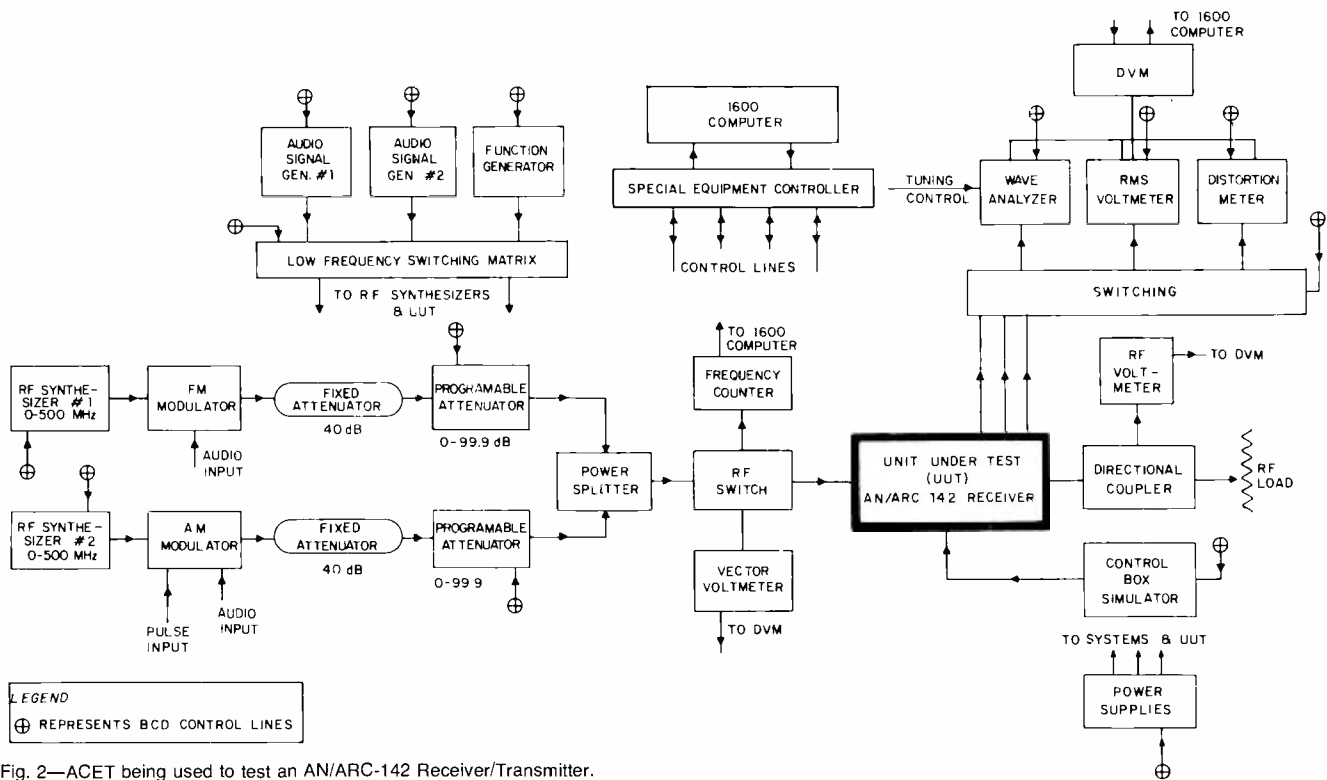 TO 1600
COMPUTER
DVM
1600
COMPUTER
AUDIO
SIGNAL
GEN. #1
AUDIO
SIGNAL
GEN #2
FUNCTION
GENERATOR
SPECIAL EQUIPMENT CONTROLLER
TUNING
CONTROL
WAVE
ANALYZER
RMS
VOLTMETER
DISTORTION
METER
LOW FREQUENCY SWITCHING MATRIX
CONTROL LINES
TO RF SYNTHESIZERS
& UUT
SWITCHING
RF SYNTHE-
SIZER #1
0-500 MHz
FM
MODULATOR
AUDIO
INPUT
FIXED
ATTENUATOR
40 dB
PROGRAMABLE
ATTENUATOR
0-99.9 dB
TO 1600
COMPUTER
FREQUENCY
COUNTER
RF
VOLT-
METER
TO DVM
POWER
SPLITTER
RF
SWITCH
UNIT UNDER TEST
(UUT)
AN/ARC 142 RECEIVER
DIRECTIONAL
COUPLER
RF
LOAD
RF SYNTHE-
SIZER #2
0-500 MHz
AM
MODULATOR
PULSE
INPUT
AUDIO
INPUT
FIXED
ATTENUATOR
40 dB
PROGRAMABLE
ATTENUATOR
0-99 9
VECTOR
VOLTMETER
TO DVM
CONTROL
BOX
SIMULATOR
TO SYSTEMS & UUT
POWER
SUPPLIES
LEGEND
⊕ REPRESENTS BCD CONTROL LINES
Fig. 2—ACET being used to test an AN/ARC-142 Receiver/Transmitter.